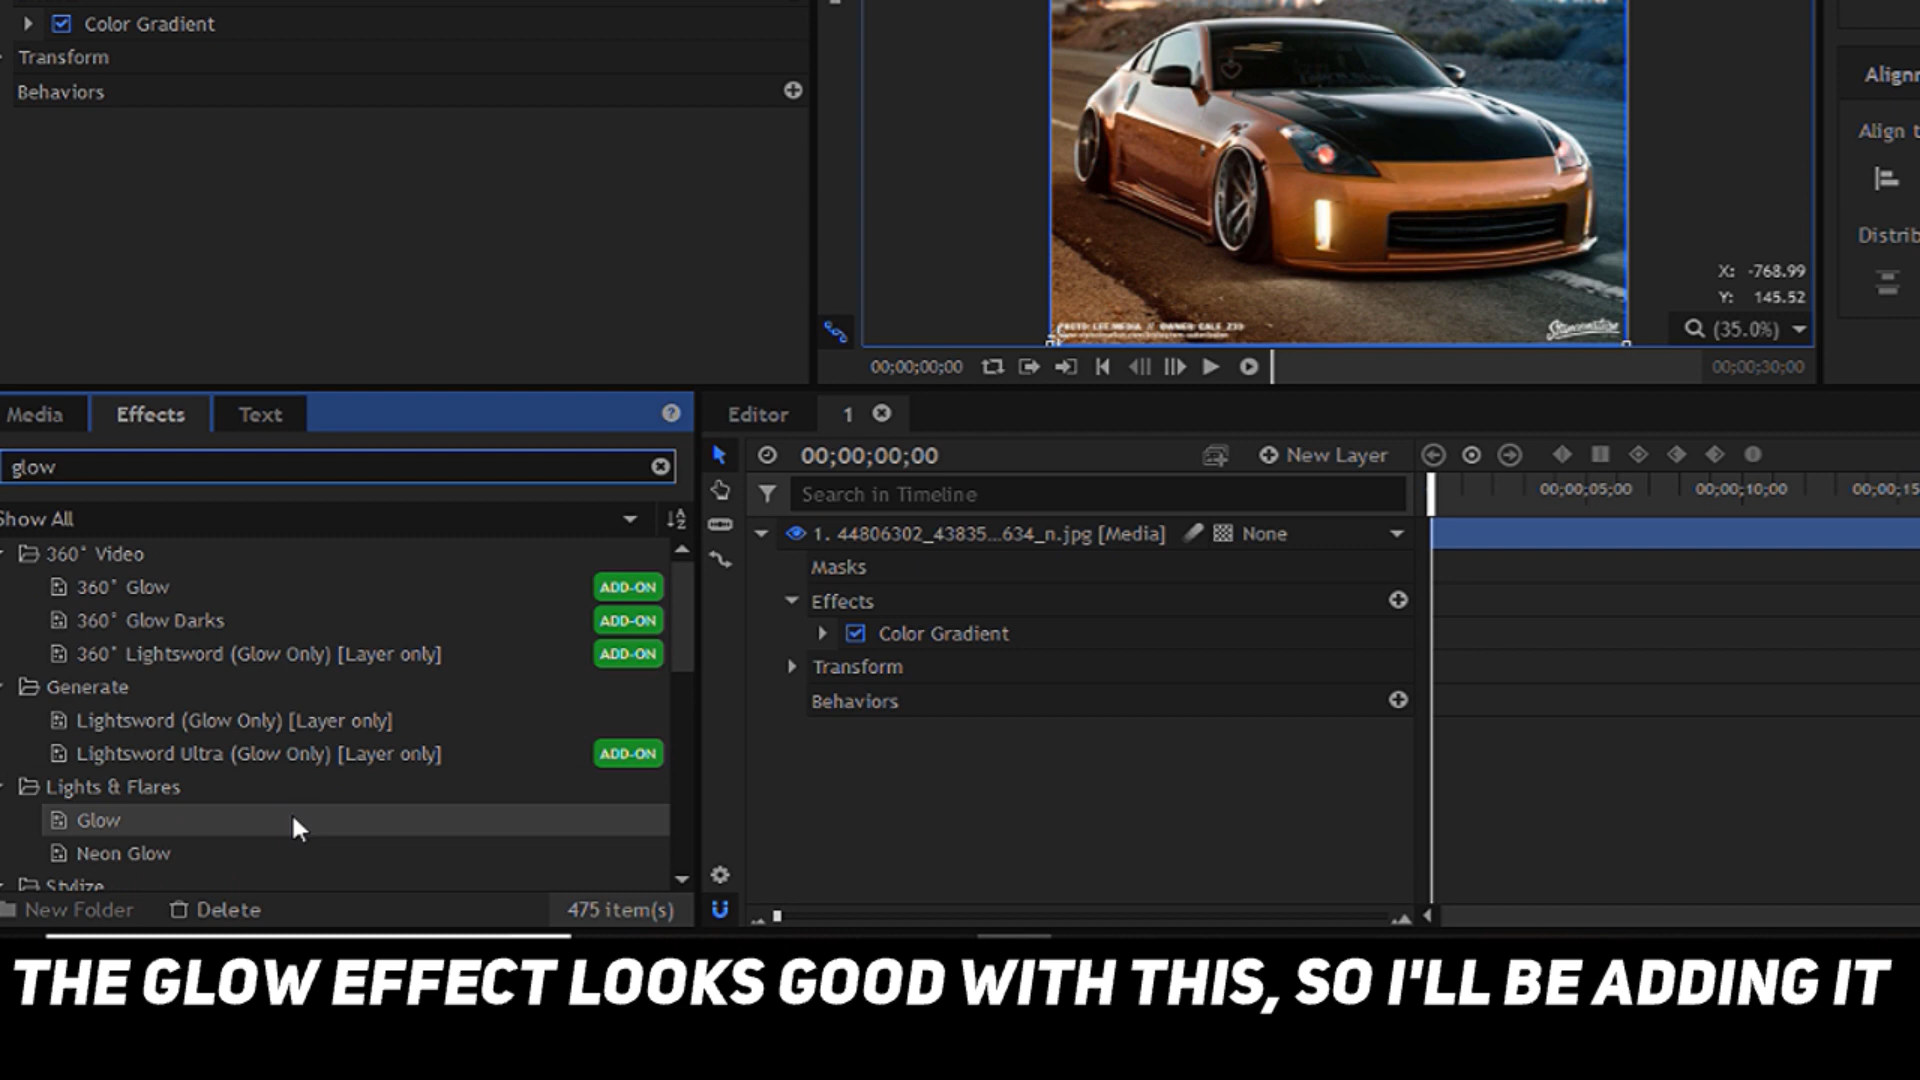 Color Gradient
Transform
Behaviors
Align t
X: -768.99
Y: 145.52
(35.0%)
00;00;00;00
00;00;30;00
Media
Effects
Text
Editor
1
glow
00;00;00;00
New Layer
Search in Timeline
00;00;05;00
00;00;10;00
00;00;15
Show All
1. 44806302_43835...634_n.jpg [Media]
None
360° Video
Masks
360° Glow
ADD-ON
Effects
360° Glow Darks
ADD-ON
Color Gradient
360° Lightsword (Glow Only) [Layer only]
ADD-ON
Transform
Generate
Behaviors
Lightsword (Glow Only) [Layer only]
Lightsword Ultra (Glow Only) [Layer only]
ADD-ON
Lights & Flares
Glow
Neon Glow
Stylize
New Folder
Delete
475 item(s)
THE GLOW EFFECT LOOKS GOOD WITH THIS, SO I'LL BE ADDING IT